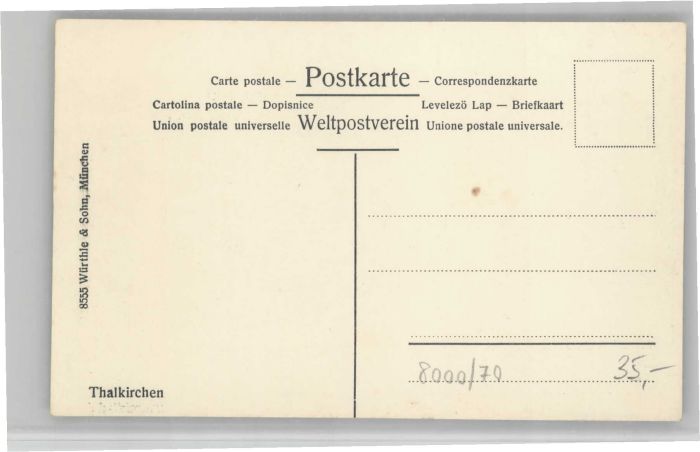 Carte postale — Postkarte — Correspondenzkarte
Cartolina postale — Dopisnice Levelező Lap — Briefkaart
Union postale universelle Weltpostverein Unione postale universale.
8555 Würthle & Sohn, München
8000/70 35,—
Thalkirchen